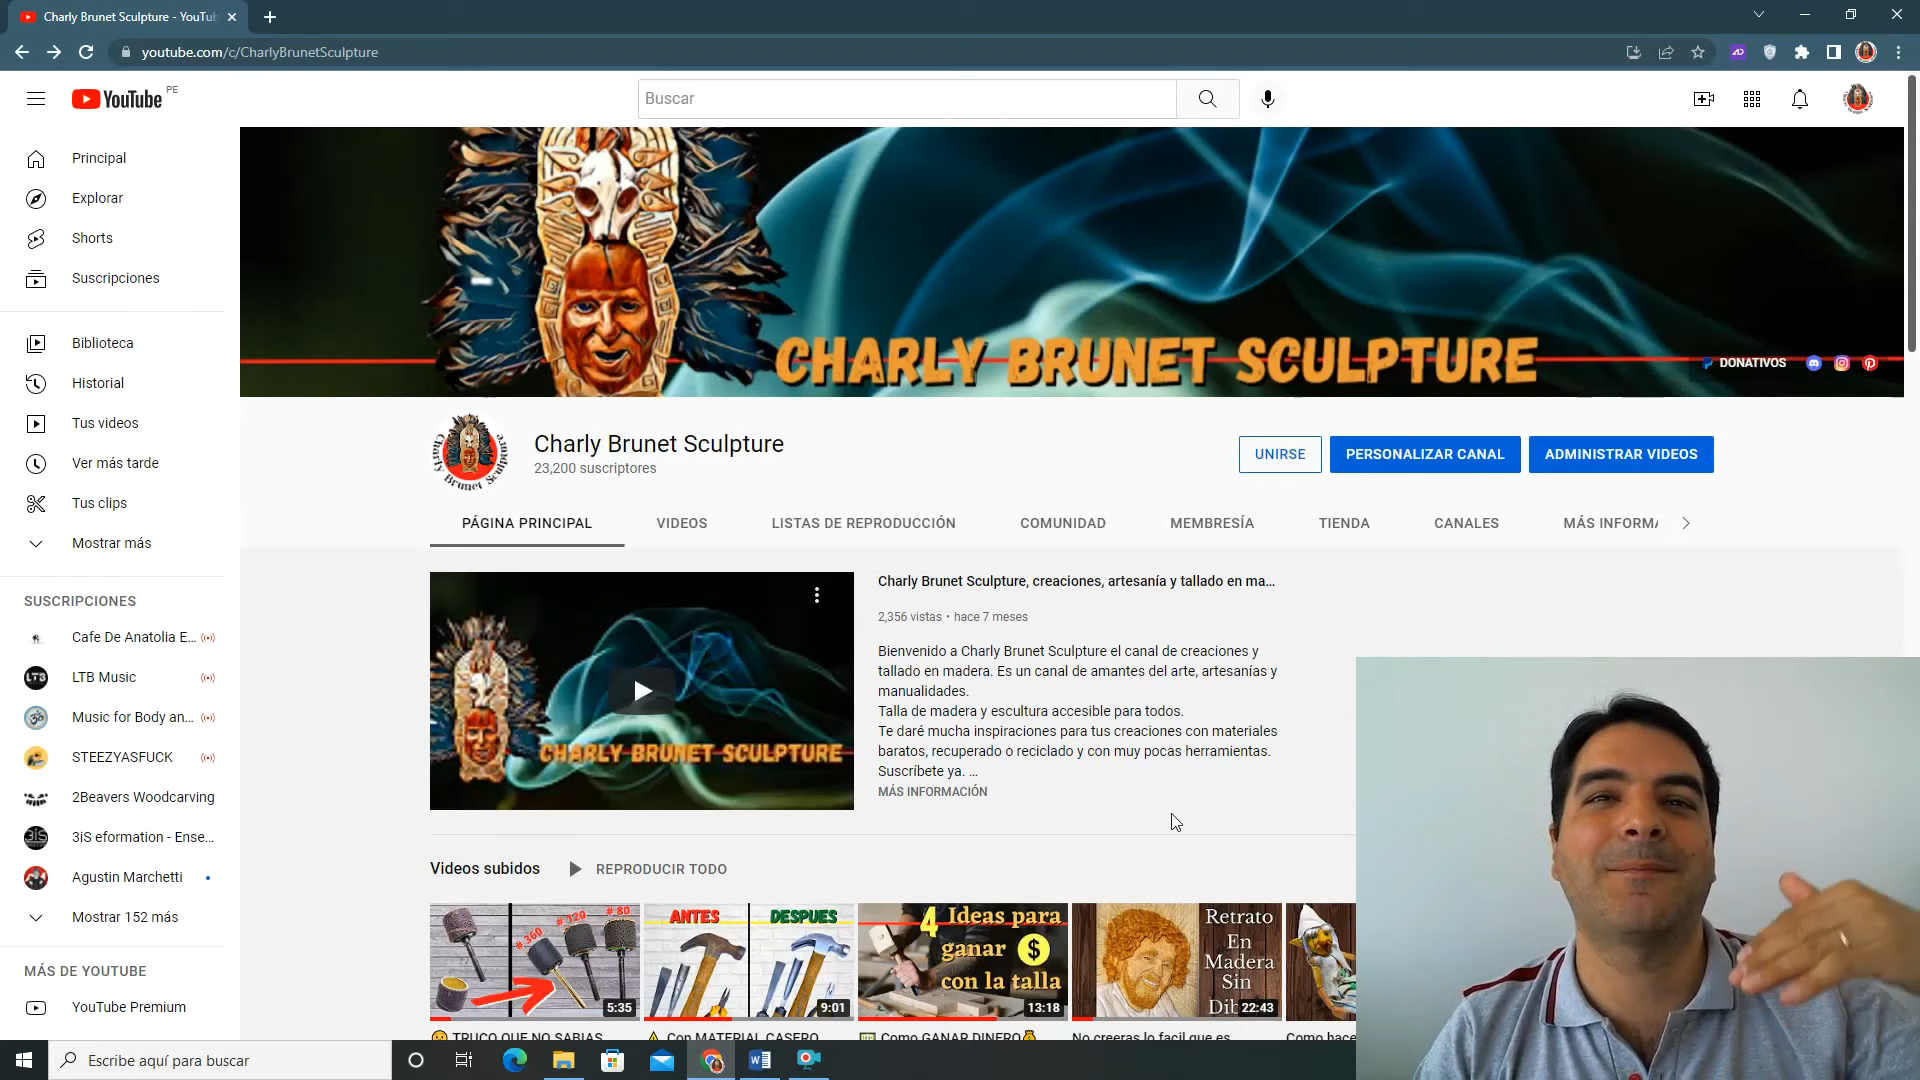 Charly Brunet Sculpture - YouTu
youtube.com/c/CharlyBrunetSculpture
YouTube PE
Buscar
Principal
Explorar
Shorts
Suscripciones
Biblioteca
Historial
Tus videos
Ver más tarde
Tus clips
Mostrar más
SUSCRIPCIONES
Cafe De Anatolia E...
LTB Music
Music for Body an...
STEEZYASFUCK
2Beavers Woodcarving
3iS eformation - Ense...
Agustin Marchetti
Mostrar 152 más
MÁS DE YOUTUBE
YouTube Premium
CHARLY BRUNET SCULPTURE
DONATIVOS
Charly Brunet Sculpture
Charly Brunet Sculpture
23,200 suscriptores
UNIRSE
PERSONALIZAR CANAL
ADMINISTRAR VIDEOS
PÁGINA PRINCIPAL
VIDEOS
LISTAS DE REPRODUCCIÓN
COMUNIDAD
MEMBRESÍA
TIENDA
CANALES
MÁS INFORMA
CHARLY BRUNET SCULPTURE
Charly Brunet Sculpture, creaciones, artesanía y tallado en ma...
2,356 vistas • hace 7 meses
Bienvenido a Charly Brunet Sculpture el canal de creaciones y
tallado en madera. Es un canal de amantes del arte, artesanías y
manualidades.
Talla de madera y escultura accesible para todos.
Te daré mucha inspiraciones para tus creaciones con materiales
baratos, recuperado o reciclado y con muy pocas herramientas.
Suscríbete ya. ...
MÁS INFORMACIÓN
Videos subidos
REPRODUCIR TODO
# 360
# 120
# 80
5:35
ANTES
DESPUES
9:01
4 Ideas para
ganar $
con la talla
13:18
Retrato
En
Madera
Sin
Dib
22:43
TRUCO QUE NO SABIAS
Con MATERIAL CASERO
Como GANAR DINERO
No creeras lo facil que es
Como hace
Escribe aquí para buscar